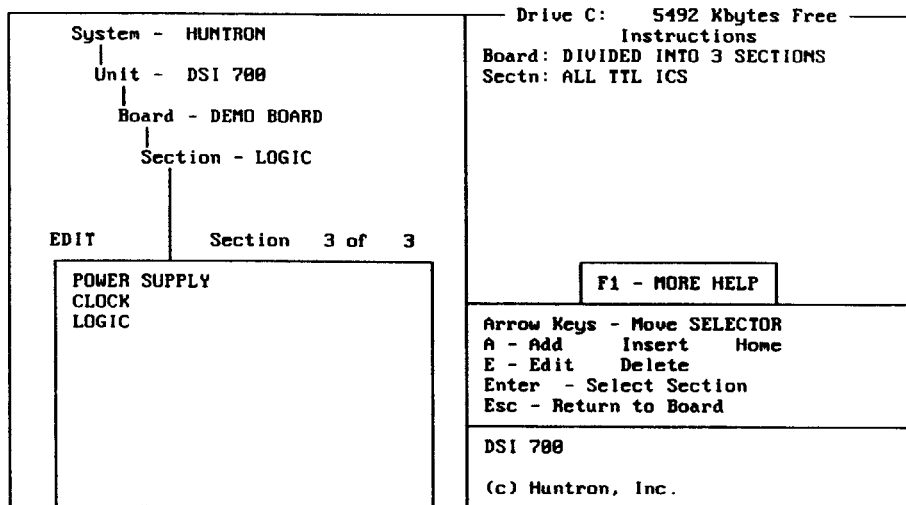 System - HUNTRON
Unit - DSI 700
Board - DEMO BOARD
Section - LOGIC
EDIT Section 3 of 3
POWER SUPPLY
CLOCK
LOGIC
Drive C: 5492 Kbytes Free
Instructions
Board: DIVIDED INTO 3 SECTIONS
Sectn: ALL TTL ICS
F1 - MORE HELP
Arrow Keys - Move SELECTOR
A - Add Insert Home
E - Edit Delete
Enter - Select Section
Esc - Return to Board
DSI 700
(c) Huntron, Inc.